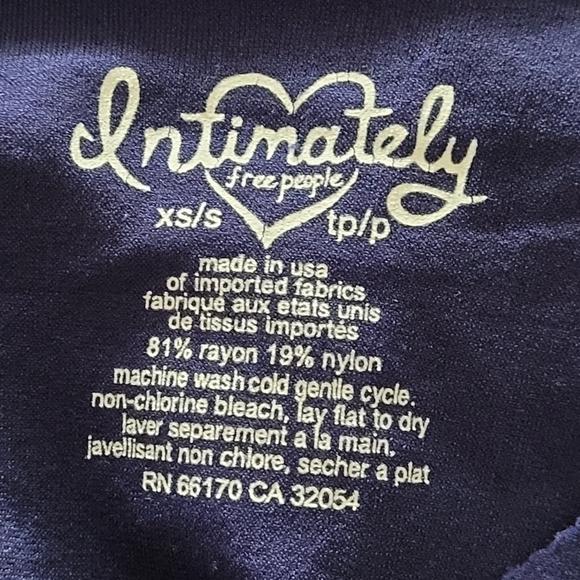 Intimately
free people
xs/s tp/p
made in usa
of imported fabrics
fabriqué aux etats unis
de tissus importés
81% rayon 19% nylon
machine wash cold gentle cycle.
non-chlorine bleach, lay flat to dry
laver separement a la main.
javellisant non chlore, secher a plat
RN 66170 CA 32054